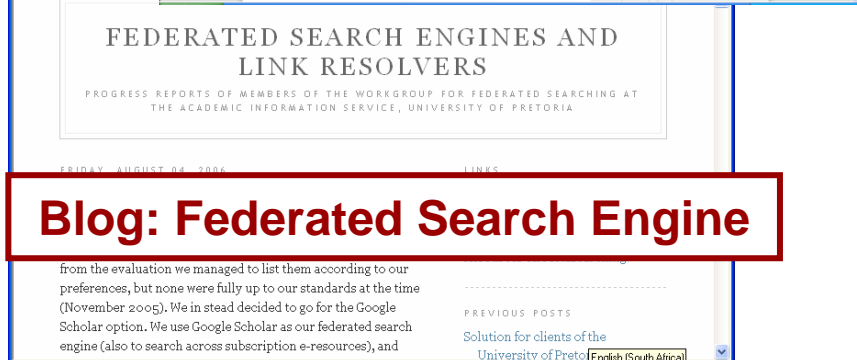 FEDERATED SEARCH ENGINES AND
LINK RESOLVERS
PROGRESS REPORTS OF MEMBERS OF THE WORKGROUP FOR FEDERATED SEARCHING AT
THE ACADEMIC INFORMATION SERVICE, UNIVERSITY OF PRETORIA
FRIDAY, AUGUST 04, 2006
LINKS
Blog: Federated Search Engine
from the evaluation we managed to list them according to our
preferences, but none were fully up to our standards at the time
(November 2005). We in stead decided to go for the Google
Scholar option. We use Google Scholar as our federated search
engine (also to search across subscription e-resources), and
PREVIOUS POSTS
Solution for clients of the
University of Pretor
English (South Africa)